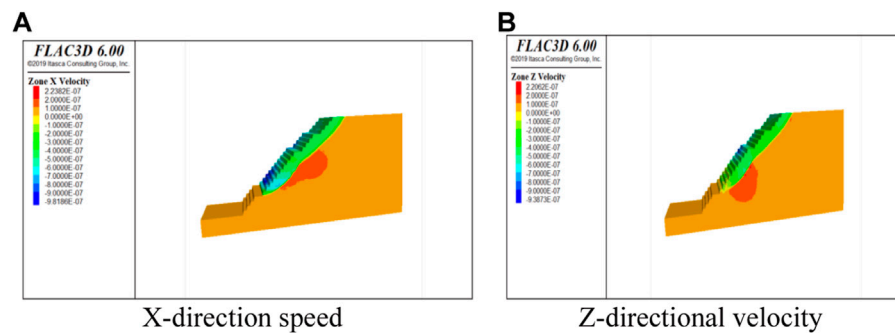 A
FLAC3D 6.00
©2019 Itasca Consulting Group, Inc.
Zone X Velocity
2.2382E-07
2.0000E-07
1.0000E-07
0.0000E+00
-1.0000E-07
-2.0000E-07
-3.0000E-07
-4.0000E-07
-5.0000E-07
-6.0000E-07
-7.0000E-07
-8.0000E-07
-9.0000E-07
-9.8186E-07
X-direction speed
B
FLAC3D 6.00
©2019 Itasca Consulting Group, Inc.
Zone Z Velocity
2.2062E-07
2.0000E-07
1.0000E-07
0.0000E+00
-1.0000E-07
-2.0000E-07
-3.0000E-07
-4.0000E-07
-5.0000E-07
-6.0000E-07
-7.0000E-07
-8.0000E-07
-9.0000E-07
-9.3873E-07
Z-directional velocity